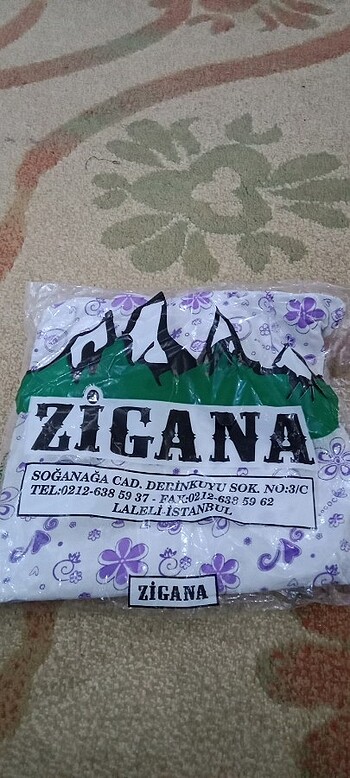 ZİGANA
SOĞANAĞA CAD. DERİNKUYU SOK. NO:3/C
TEL:0212-638 59 37 - FAX:0212-638 59 62
LALELİ-İSTANBUL
ZİGANA